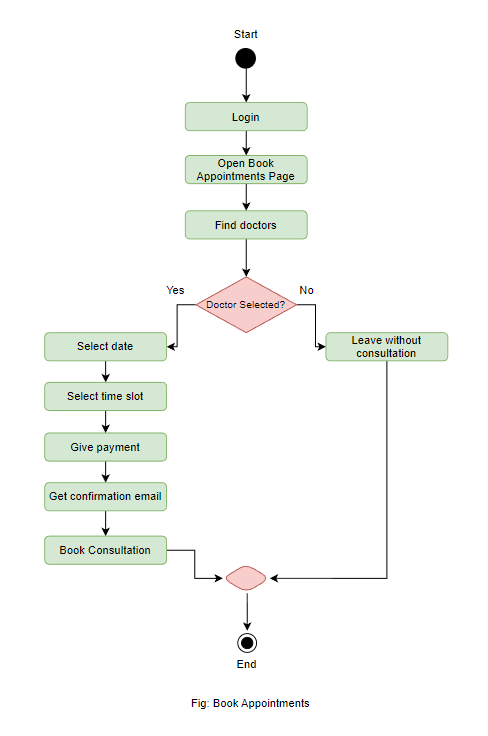 Start
Login
Open Book
Appointments Page
Find doctors
Yes
Doctor Selected?
No
Select date
Leave without
consultation
Select time slot
Give payment
Get confirmation email
Book Consultation
End
Fig: Book Appointments